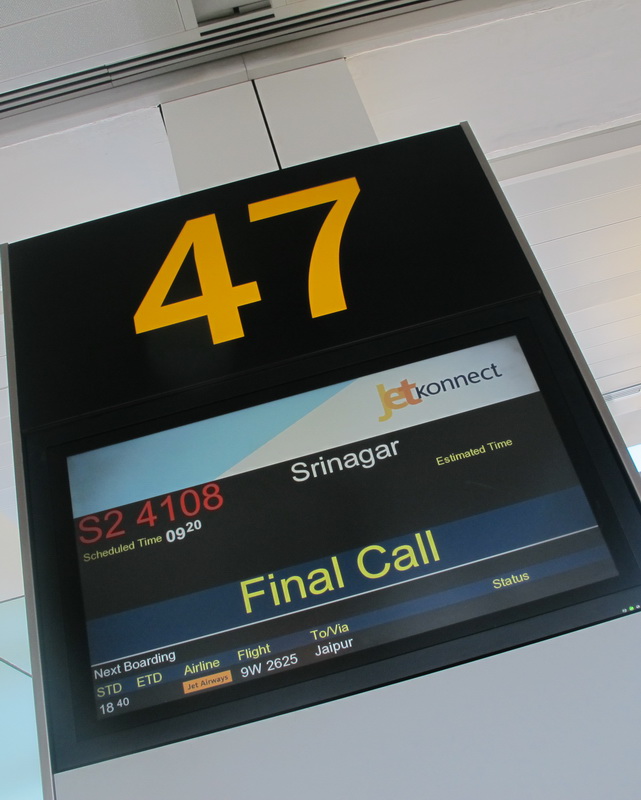 47
Jetkonnect
Srinagar
Estimated Time
S2 4108
Scheduled Time 0920
Final Call
Next Boarding
STD ETD Airline Flight To/Via Status
18 40 Jet Airways 9W 2625 Jaipur